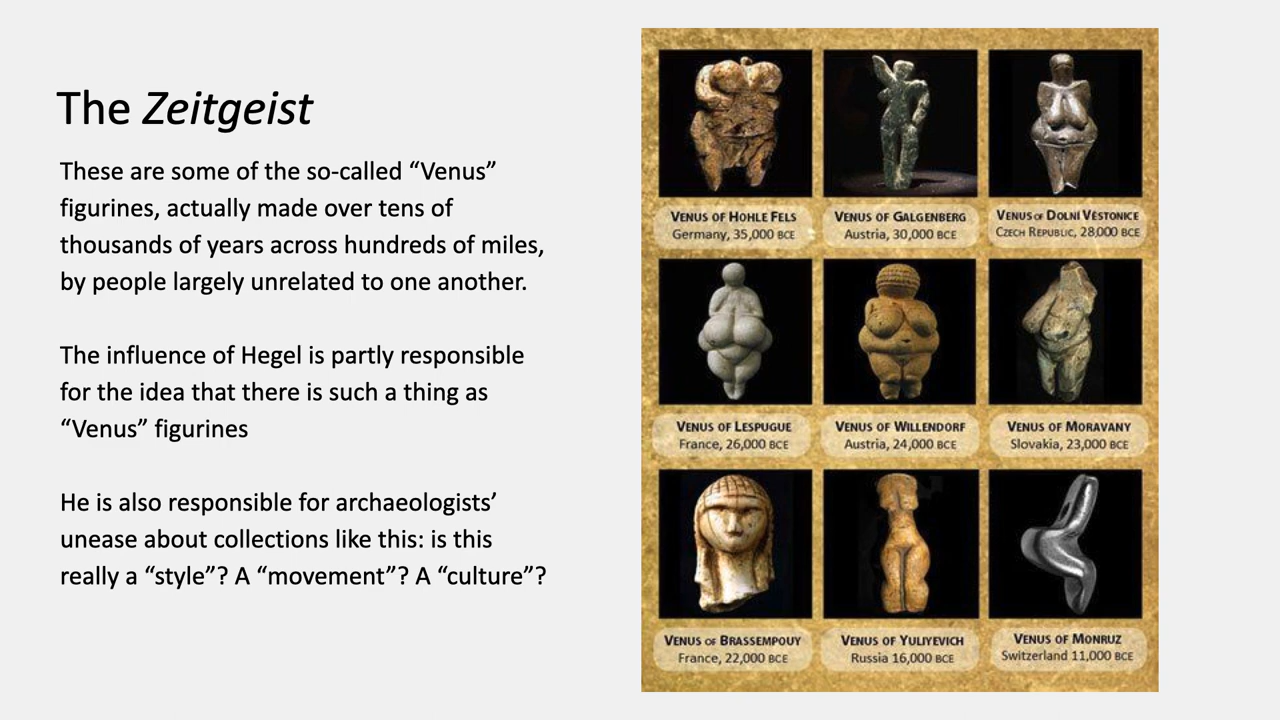 The Zeitgeist
These are some of the so-called “Venus”
figurines, actually made over tens of
thousands of years across hundreds of miles,
by people largely unrelated to one another.
The influence of Hegel is partly responsible
for the idea that there is such a thing as
“Venus” figurines
He is also responsible for archaeologists’
unease about collections like this: is this
really a “style”? A “movement”? A “culture”?
VENUS OF HOHLE FELS
Germany, 35,000 BCE
VENUS OF GALGENBERG
Austria, 30,000 BCE
VENUS OF DOLNÍ VĚSTONICE
CZECH REPUBLIC, 28,000 BCE
VENUS OF LESPUGUE
France, 26,000 BCE
VENUS OF WILLENDORF
Austria, 24,000 BCE
VENUS OF MORAVANY
Slovakia, 23,000 BCE
VENUS OF BRASSEMPOUY
France, 22,000 BCE
VENUS OF YULIYEVICH
Russia 16,000 BCE
VENUS OF MONRUZ
Switzerland 11,000 BCE